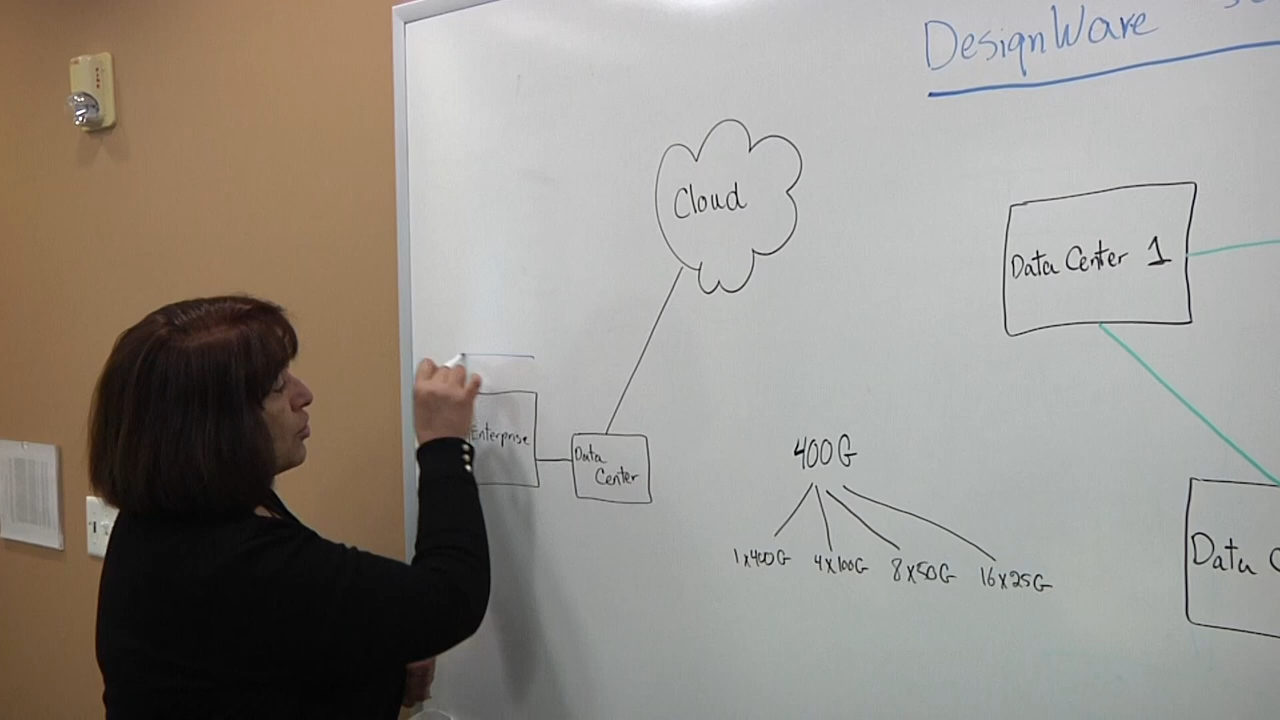 DesignWare
Cloud
Data Center 1
Enterprise
Data
Center
400G
1x400G 4x100G 8x50G 16x25G
Data